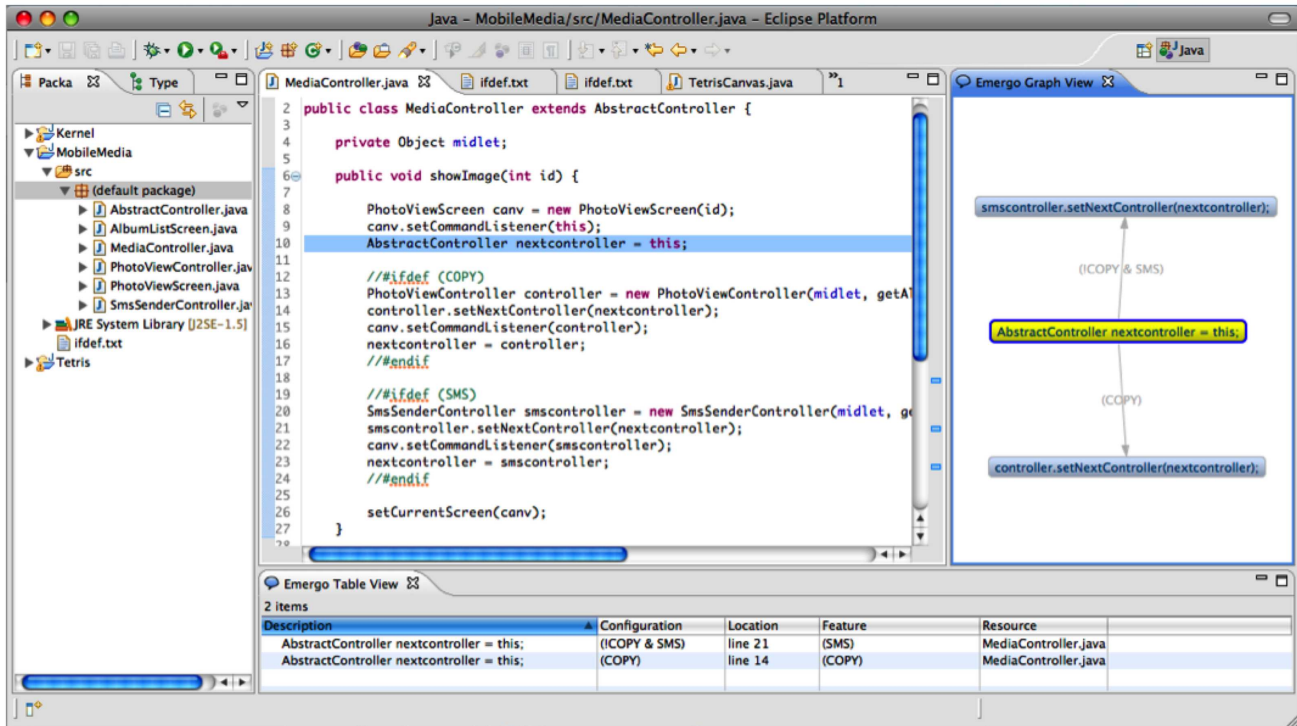 Java – MobileMedia/src/MediaController.java – Eclipse Platform
Java
Packa
Type
Kernel
MobileMedia
src
(default package)
AbstractController.java
AlbumListScreen.java
MediaController.java
PhotoViewController.jav
PhotoViewScreen.java
SmsSenderController.ja
JRE System Library [J2SE-1.5]
ifdef.txt
Tetris
MediaController.java
ifdef.txt
ifdef.txt
TetrisCanvas.java
»1
2 public class MediaController extends AbstractController {
3
4 private Object midlet;
5
6 public void showImage(int id) {
7
8 PhotoViewScreen canv = new PhotoViewScreen(id);
9 canv.setCommandListener(this);
10 AbstractController nextcontroller = this;
11
12 //#ifdef (COPY)
13 PhotoViewController controller = new PhotoViewController(midlet, getAl
14 controller.setNextController(nextcontroller);
15 canv.setCommandListener(controller);
16 nextcontroller = controller;
17 //#endif
18
19 //#ifdef (SMS)
20 SmsSenderController smscontroller = new SmsSenderController(midlet, ge
21 smscontroller.setNextController(nextcontroller);
22 canv.setCommandListener(smscontroller);
23 nextcontroller = smscontroller;
24 //#endif
25
26 setCurrentScreen(canv);
27 }
28
Emergo Graph View
smscontroller.setNextController(nextcontroller);
(!COPY & SMS)
AbstractController nextcontroller = this;
(COPY)
controller.setNextController(nextcontroller);
Emergo Table View
2 items
Description Configuration Location Feature Resource
AbstractController nextcontroller = this; (!COPY & SMS) line 21 (SMS) MediaController.java
AbstractController nextcontroller = this; (COPY) line 14 (COPY) MediaController.java